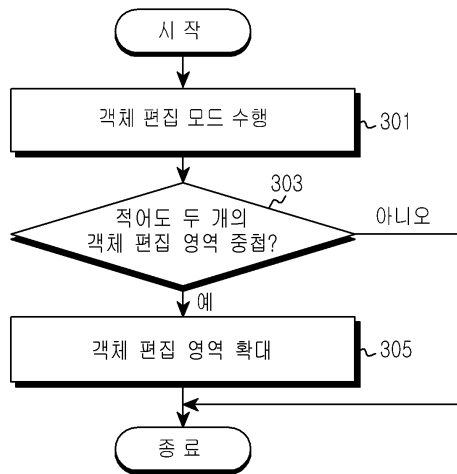 시 작
객체 편집 모드 수행
301
303
적어도 두 개의
객체 편집 영역 중첩?
아니오
예
객체 편집 영역 확대
305
종 료